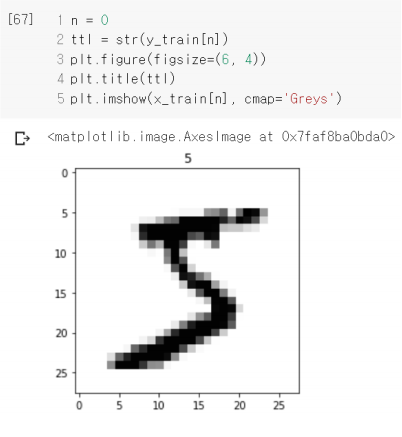 [67] 1 n = 0
2 ttl = str(y_train[n])
3 plt.figure(figsize=(6, 4))
4 plt.title(ttl)
5 plt.imshow(x_train[n], cmap='Greys')
<matplotlib.image.AxesImage at 0x7faf8ba0bda0>
5
0
5
10
15
20
25
0 5 10 15 20 25